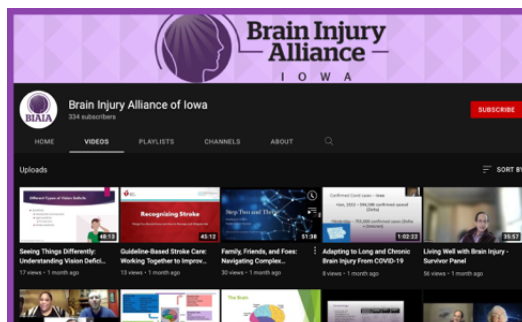 Brain Injury
Alliance
IOWA
BIAIA
Brain Injury Alliance of Iowa
334 subscribers
SUBSCRIBE
HOME
VIDEOS
PLAYLISTS
CHANNELS
ABOUT
Uploads
SORT BY
Different Types of Vision Deficits
48:13
Recognizing Stroke
43:12
Step Two and Three
51:38
Confirmed Covid cases – Iowa
1:02:22
35:57
Seeing Things Differently:
Understanding Vision Defici...
17 views • 1 month ago
Guideline-Based Stroke Care:
Working Together to Improv...
13 views • 1 month ago
Family, Friends, and Foes:
Navigating Complex...
30 views • 1 month ago
Adapting to Long and Chronic
Brain Injury From COVID-19
8 views • 1 month ago
Living Well with Brain Injury -
Survivor Panel
56 views • 1 month ago
The Brain